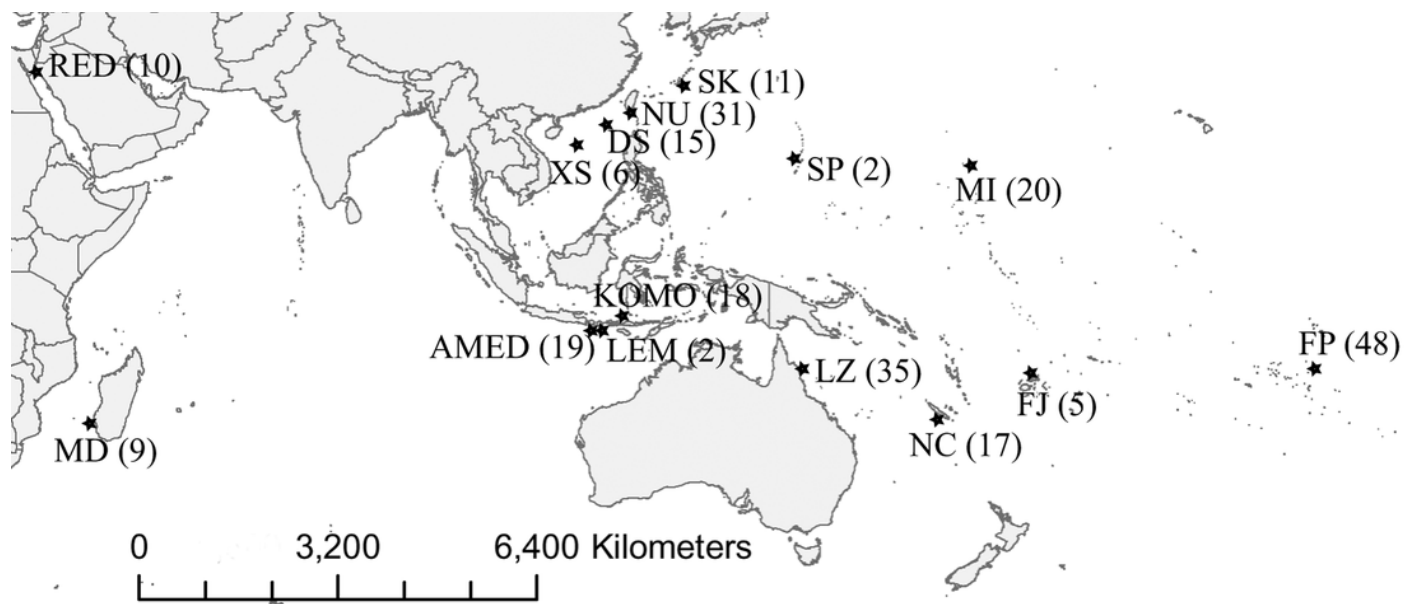 RED (10)
SK (11)
NU (31)
DS (15)
XS (6)
SP (2)
MI (20)
KOMO (18)
AMED (19)
LEM (2)
LZ (35)
FP (48)
FJ (5)
NC (17)
MD (9)
0 3,200 6,400 Kilometers